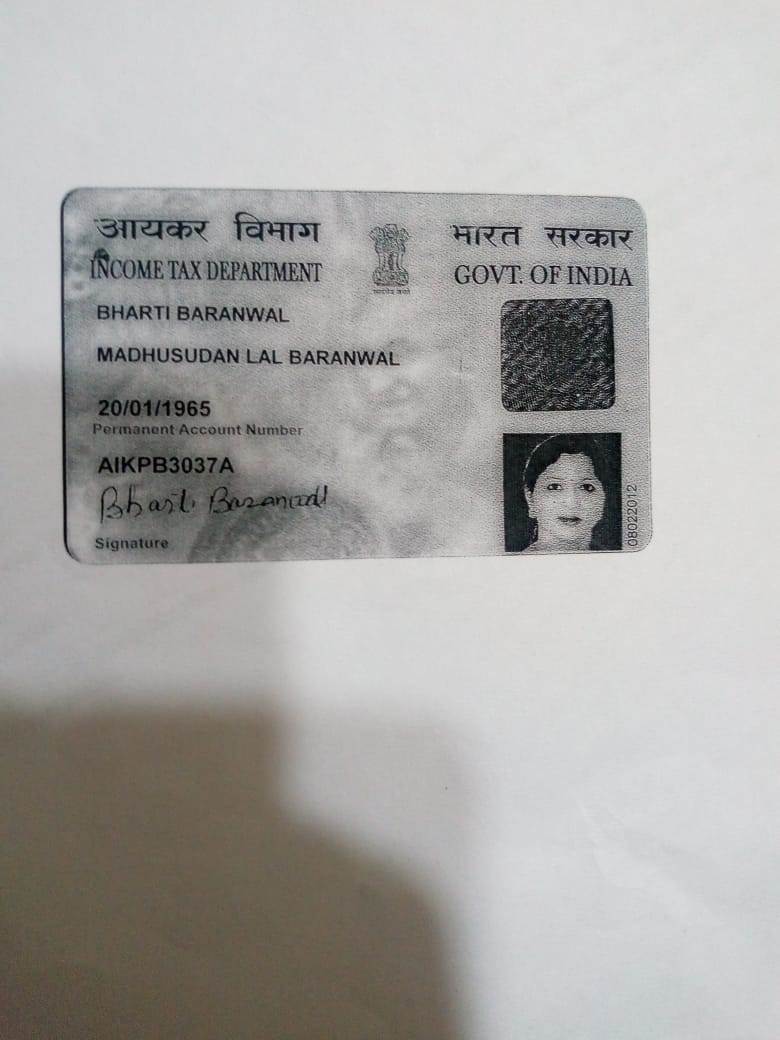 आयकर विभाग
INCOME TAX DEPARTMENT
भारत सरकार
GOVT. OF INDIA
BHARTI BARANWAL
MADHUSUDAN LAL BARANWAL
20/01/1965
Permanent Account Number
AIKPB3037A
Bharti Baranwal
Signature
08022012